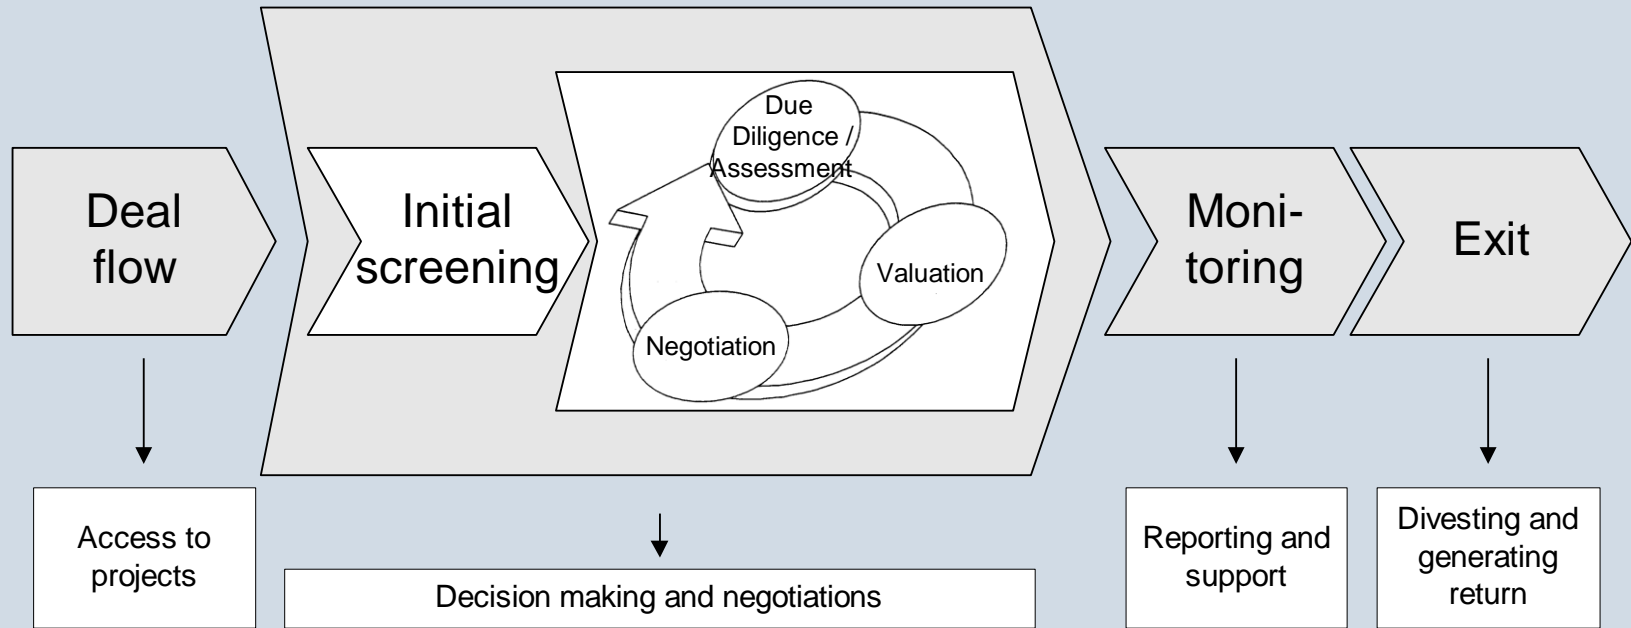 Deal
flow
Initial
screening
Due
Diligence /
Assessment
Valuation
Negotiation
Moni-
toring
Exit
Access to
projects
Decision making and negotiations
Reporting and
support
Divesting and
generating
return